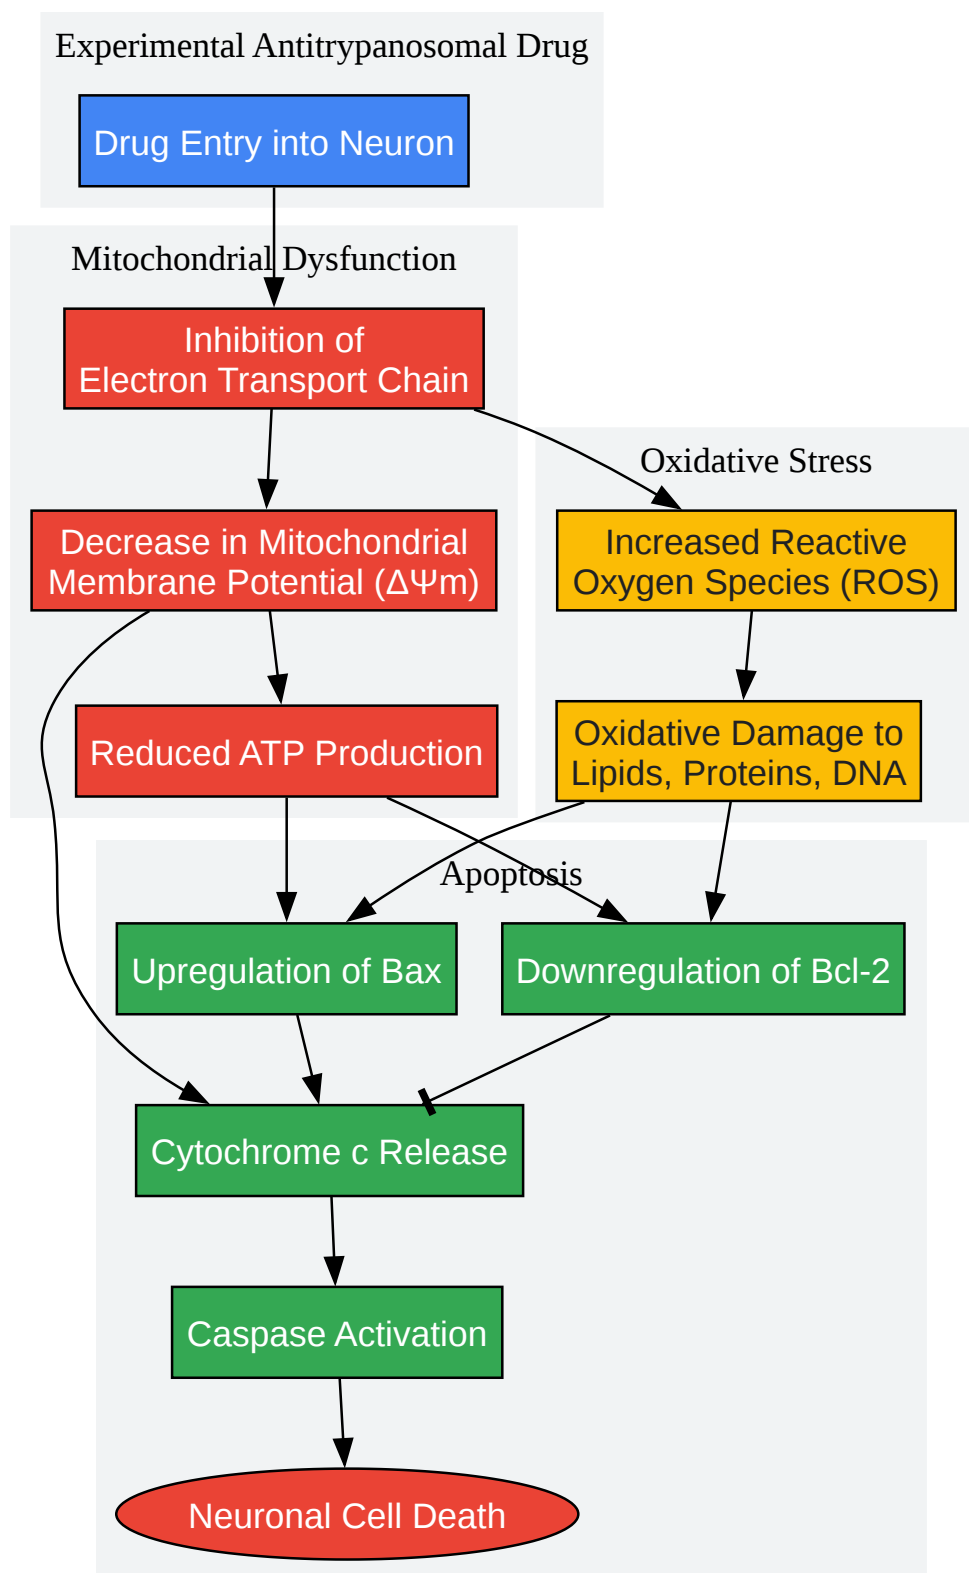 Experimental Antitrypanosomal Drug
Drug Entry into Neuron
Mitochondrial Dysfunction
Inhibition of
Electron Transport Chain
Oxidative Stress
Decrease in Mitochondrial
Membrane Potential (ΔΨm)
Increased Reactive
Oxygen Species (ROS)
Reduced ATP Production
Oxidative Damage to
Lipids, Proteins, DNA
Apoptosis
Upregulation of Bax
Downregulation of Bcl-2
Cytochrome c Release
Caspase Activation
Neuronal Cell Death